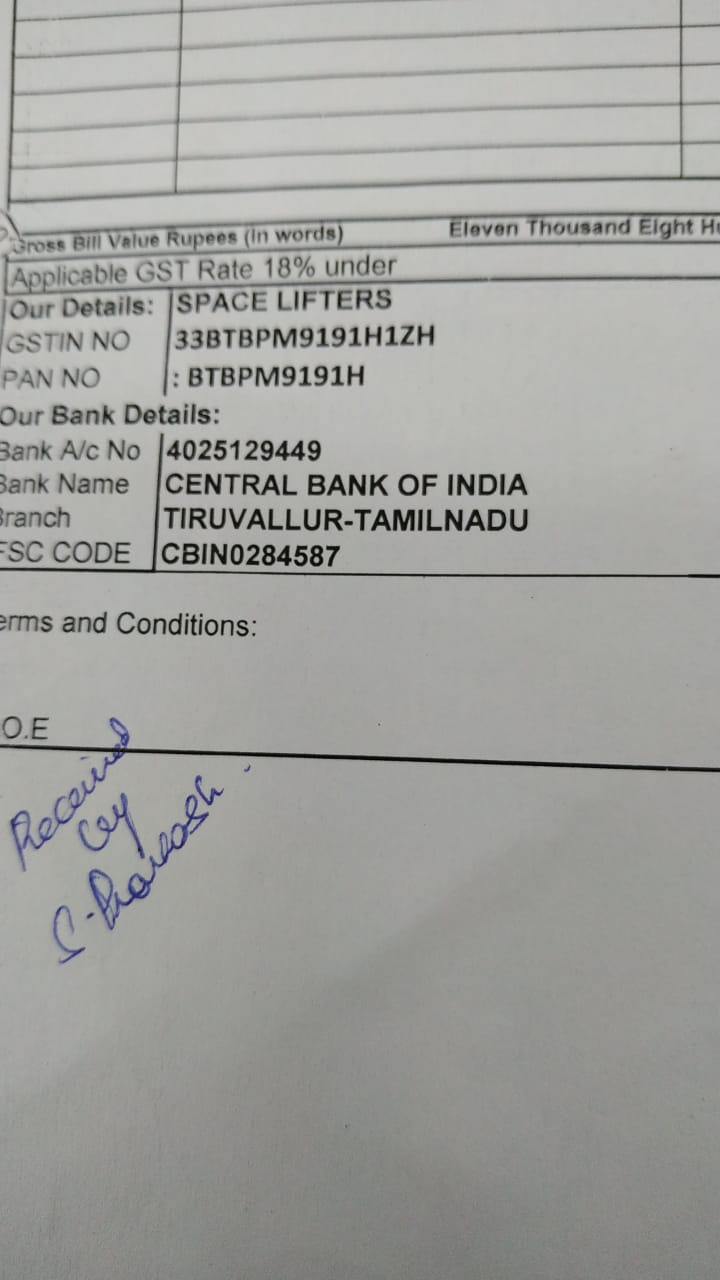 Gross Bill Value Rupees (in words) Eleven Thousand Eight
Applicable GST Rate 18% under
Our Details: SPACE LIFTERS
GSTIN NO 33BTBPM9191H1ZH
PAN NO : BTBPM9191H
Our Bank Details:
Bank A/c No 4025129449
Bank Name CENTRAL BANK OF INDIA
Branch TIRUVALLUR-TAMILNADU
FSC CODE CBIN0284587
erms and Conditions:
O.E
Received
by
S. Prakash